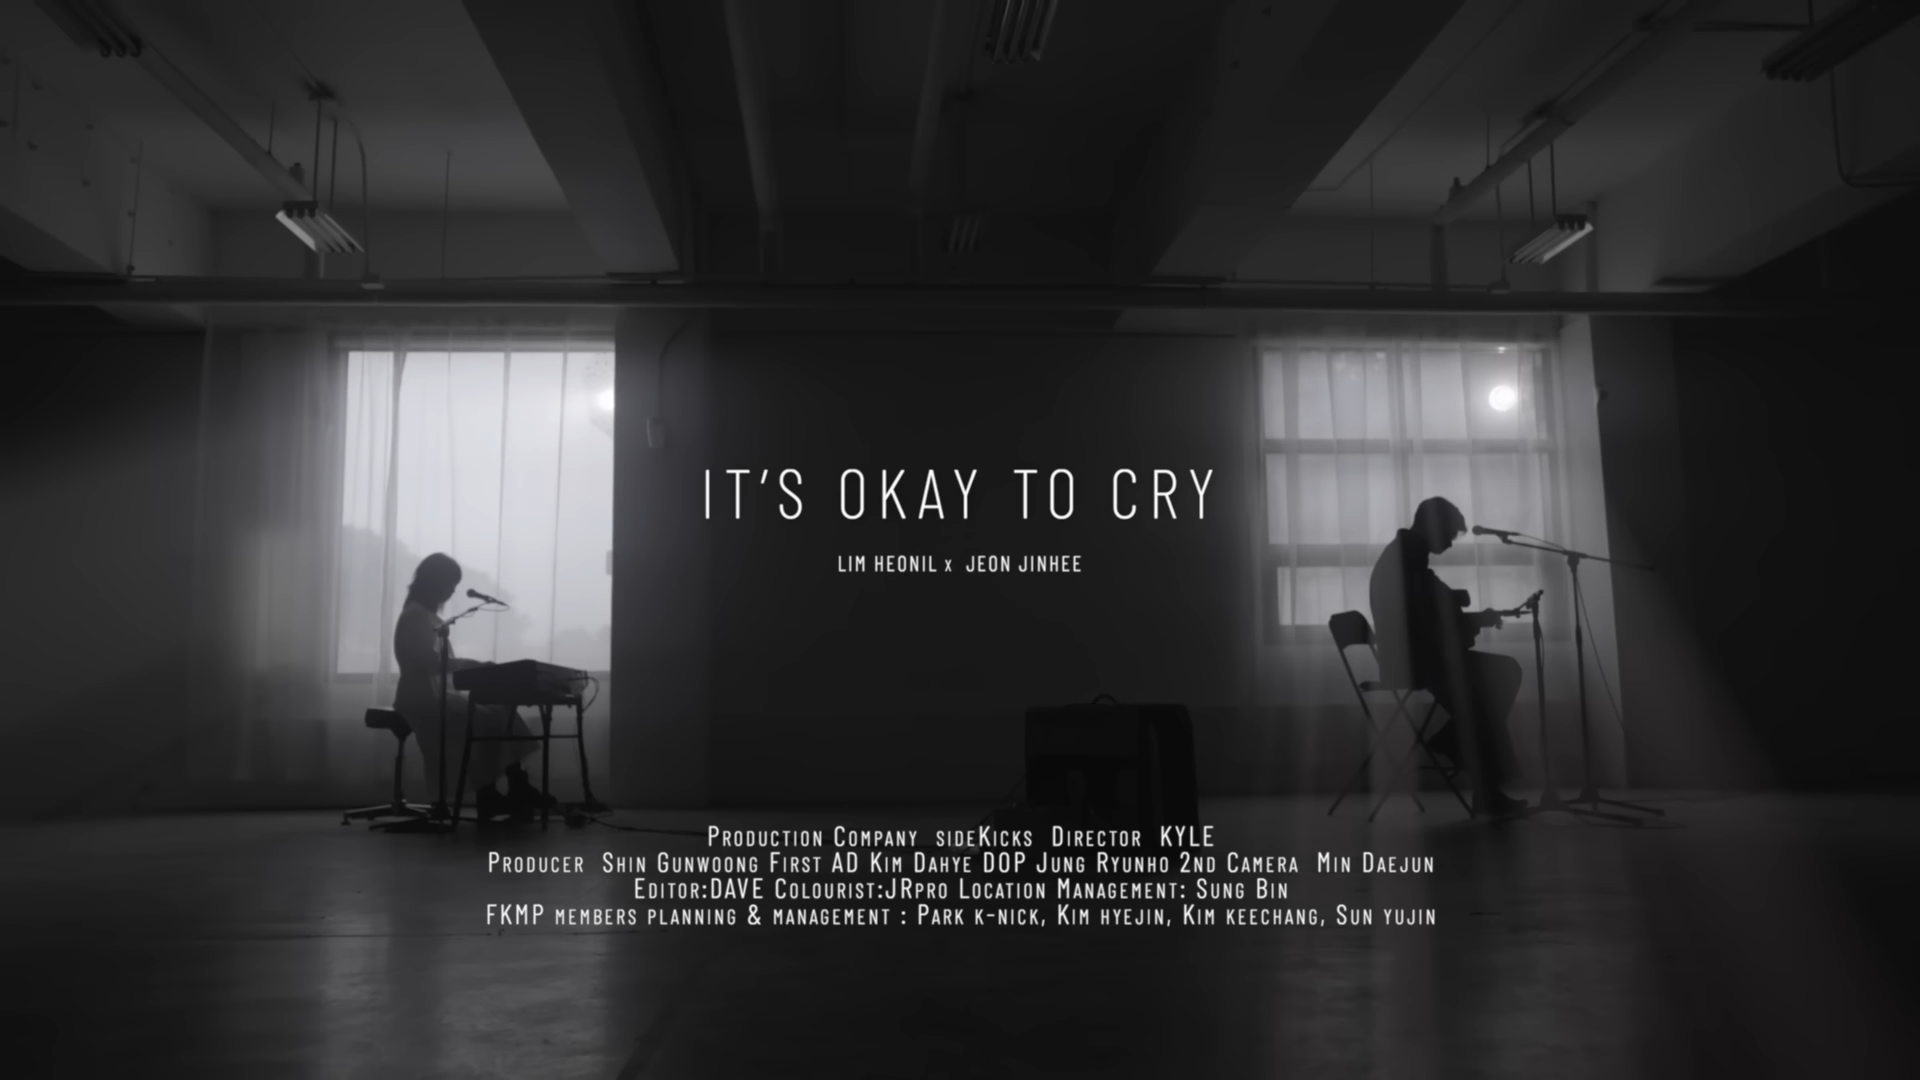 IT'S OKAY TO CRY
LIM HEONIL x JEON JINHEE
PRODUCTION COMPANY SIDEKICKS DIRECTOR KYLE
PRODUCER SHIN GUNWOONG FIRST AD KIM DAHYE DOP JUNG RYUNHO 2ND CAMERA MIN DAEJUN
EDITOR:DAVE COLOURIST:JRPRO LOCATION MANAGEMENT: SUNG BIN
FKMP MEMBERS PLANNING & MANAGEMENT : PARK K-NICK, KIM HYEJIN, KIM KEECHANG, SUN YUJIN